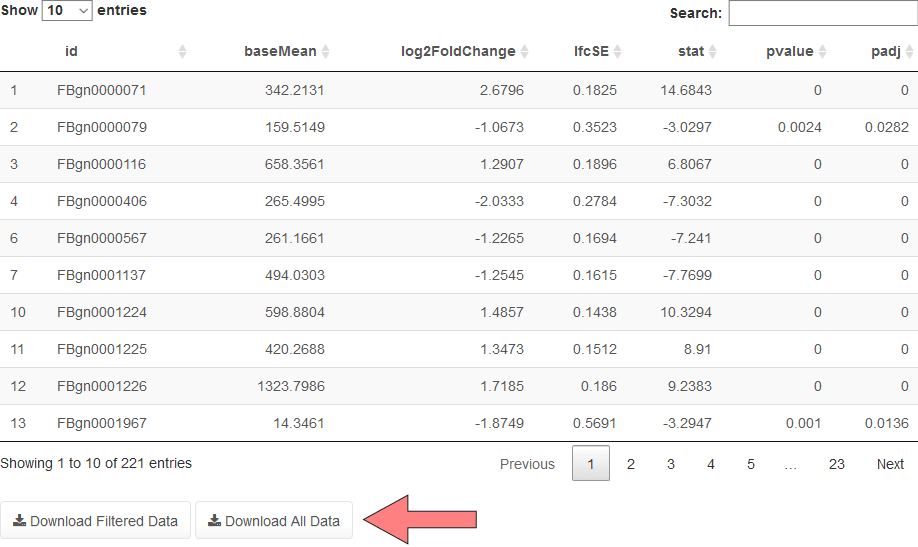 Show 10 entries Search:
id baseMean log2FoldChange lfcSE stat pvalue padj
1 FBgn0000071 342.2131 2.6796 0.1825 14.6843 0 0
2 FBgn0000079 159.5149 -1.0673 0.3523 -3.0297 0.0024 0.0282
3 FBgn0000116 658.3561 1.2907 0.1896 6.8067 0 0
4 FBgn0000406 265.4995 -2.0333 0.2784 -7.3032 0 0
6 FBgn0000567 261.1661 -1.2265 0.1694 -7.241 0 0
7 FBgn0001137 494.0303 -1.2545 0.1615 -7.7699 0 0
10 FBgn0001224 598.8804 1.4857 0.1438 10.3294 0 0
11 FBgn0001225 420.2688 1.3473 0.1512 8.91 0 0
12 FBgn0001226 1323.7986 1.7185 0.186 9.2383 0 0
13 FBgn0001967 14.3461 -1.8749 0.5691 -3.2947 0.001 0.0136
Showing 1 to 10 of 221 entries Previous 1 2 3 4 5 … 23 Next
Download Filtered Data Download All Data